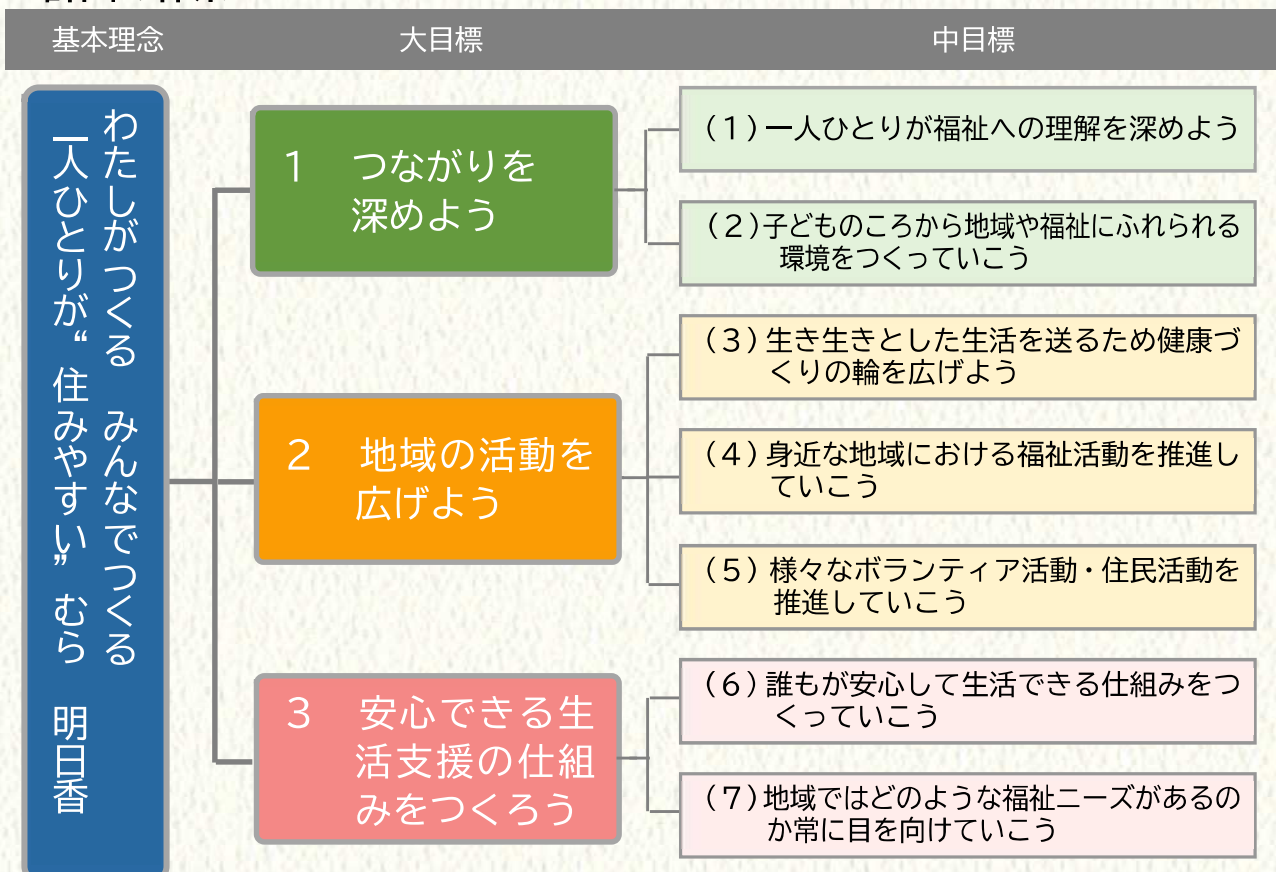 基本理念
大目標
中目標
わたしがつくる　みんなでつくる
一人ひとりが“住みやすい”むら　明日香
1　つながりを
深めよう
(1)一人ひとりが福祉への理解を深めよう
(2)子どものころから地域や福祉にふれられる
環境をつくっていこう
2　地域の活動を
広げよう
(3)生き生きとした生活を送るため健康づ
くりの輪を広げよう
(4)身近な地域における福祉活動を推進し
ていこう
(5)様々なボランティア活動・住民活動を
推進していこう
3　安心できる生
活支援の仕組
みをつくろう
(6)誰もが安心して生活できる仕組みをつ
くっていこう
(7)地域ではどのような福祉ニーズがあるの
か常に目を向けていこう